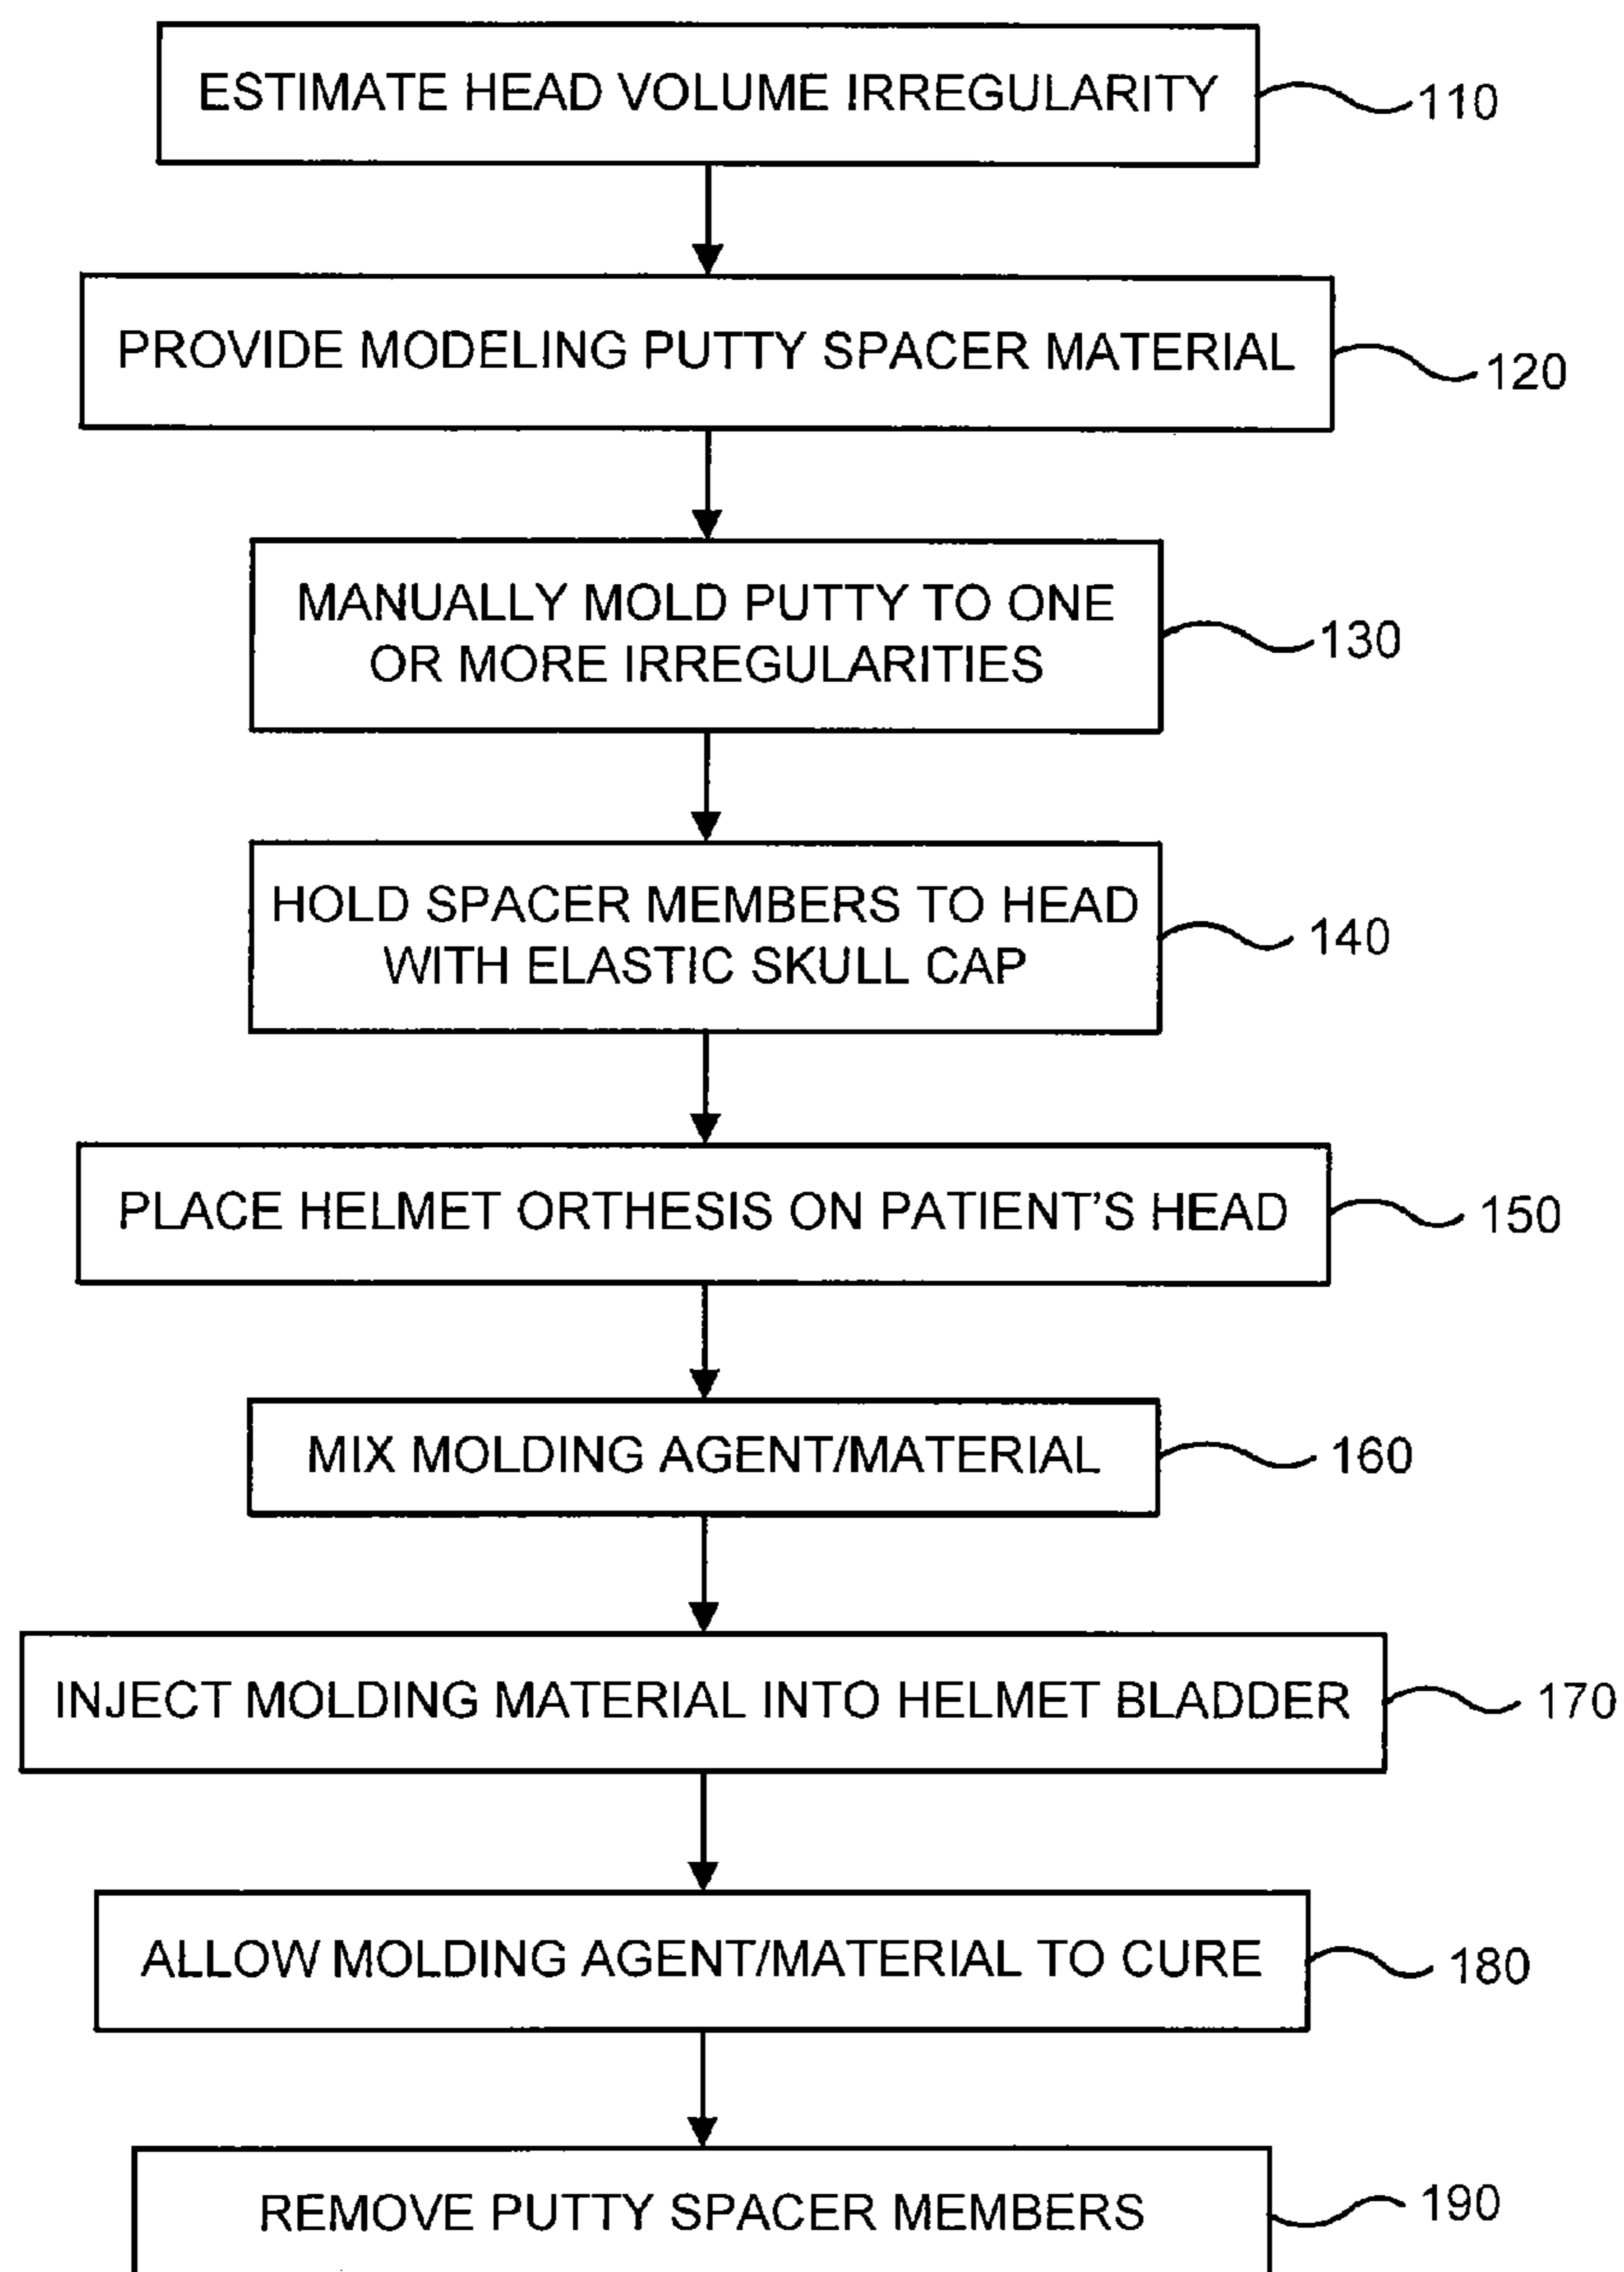 ESTIMATE HEAD VOLUME IRREGULARITY
110
PROVIDE MODELING PUTTY SPACER MATERIAL
120
MANUALLY MOLD PUTTY TO ONE
OR MORE IRREGULARITIES
130
HOLD SPACER MEMBERS TO HEAD
WITH ELASTIC SKULL CAP
140
PLACE HELMET ORTHESIS ON PATIENT'S HEAD
150
MIX MOLDING AGENT/MATERIAL
160
INJECT MOLDING MATERIAL INTO HELMET BLADDER
170
ALLOW MOLDING AGENT/MATERIAL TO CURE
180
REMOVE PUTTY SPACER MEMBERS
190